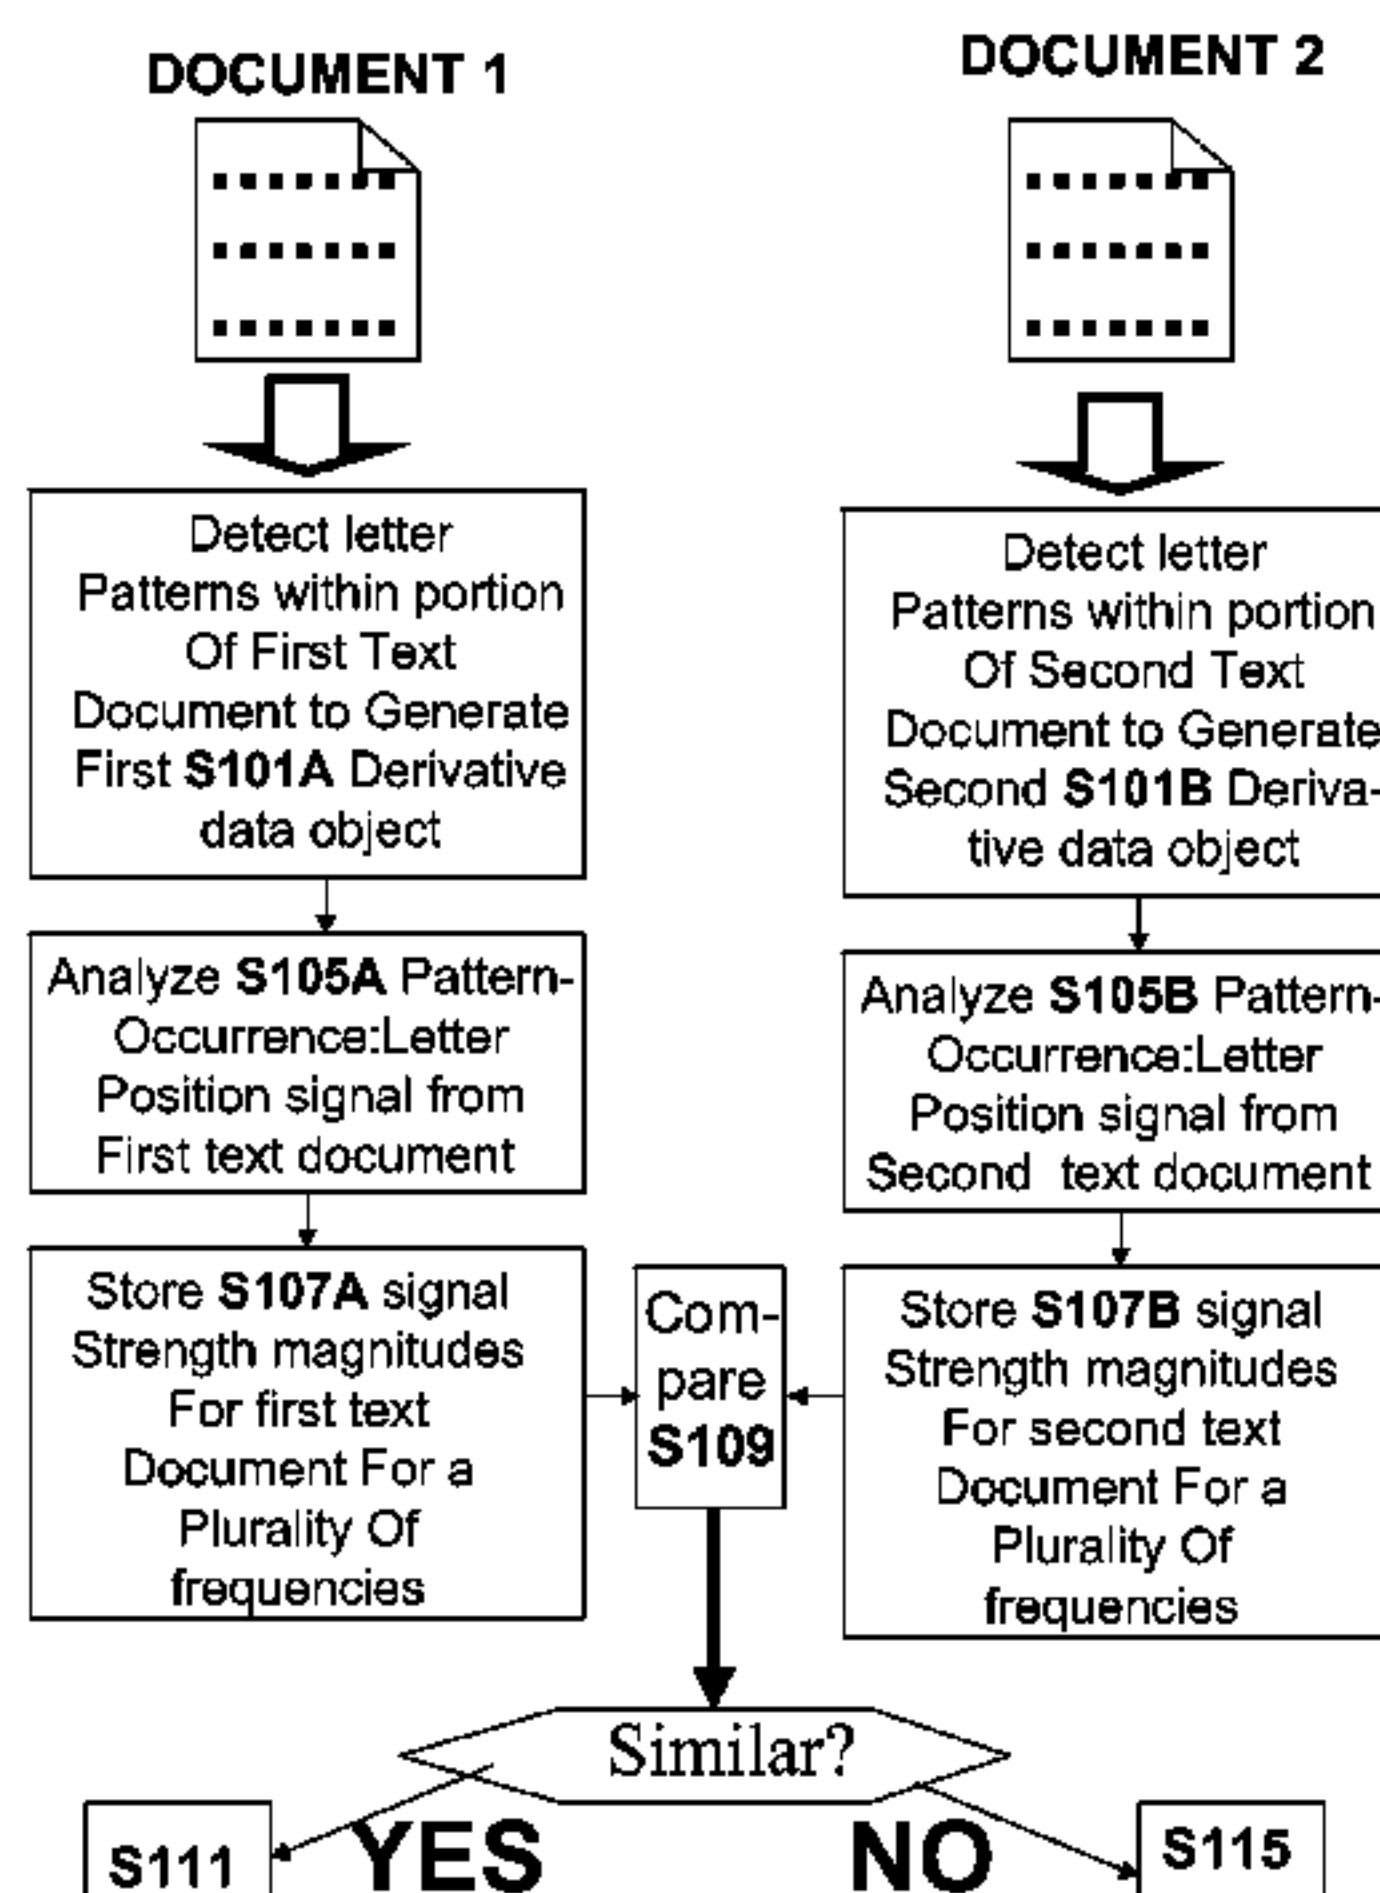 DOCUMENT 1
Detect letter
Patterns within portion
Of First Text
Document to Generate
First S101A Derivative
data object
Analyze S105A Pattern-
Occurrence:Letter
Position signal from
First text document
Store S107A signal
Strength magnitudes
For first text
Document For a
Plurality Of
frequencies
DOCUMENT 2
Detect letter
Patterns within portion
Of Second Text
Document to Generate
Second S101B Deriva-
tive data object
Analyze S105B Pattern-
Occurrence:Letter
Position signal from
Second text document
Store S107B signal
Strength magnitudes
For second text
Document For a
Plurality Of
frequencies
Com-
pare
S109
Similar?
YES
NO
S111
S115